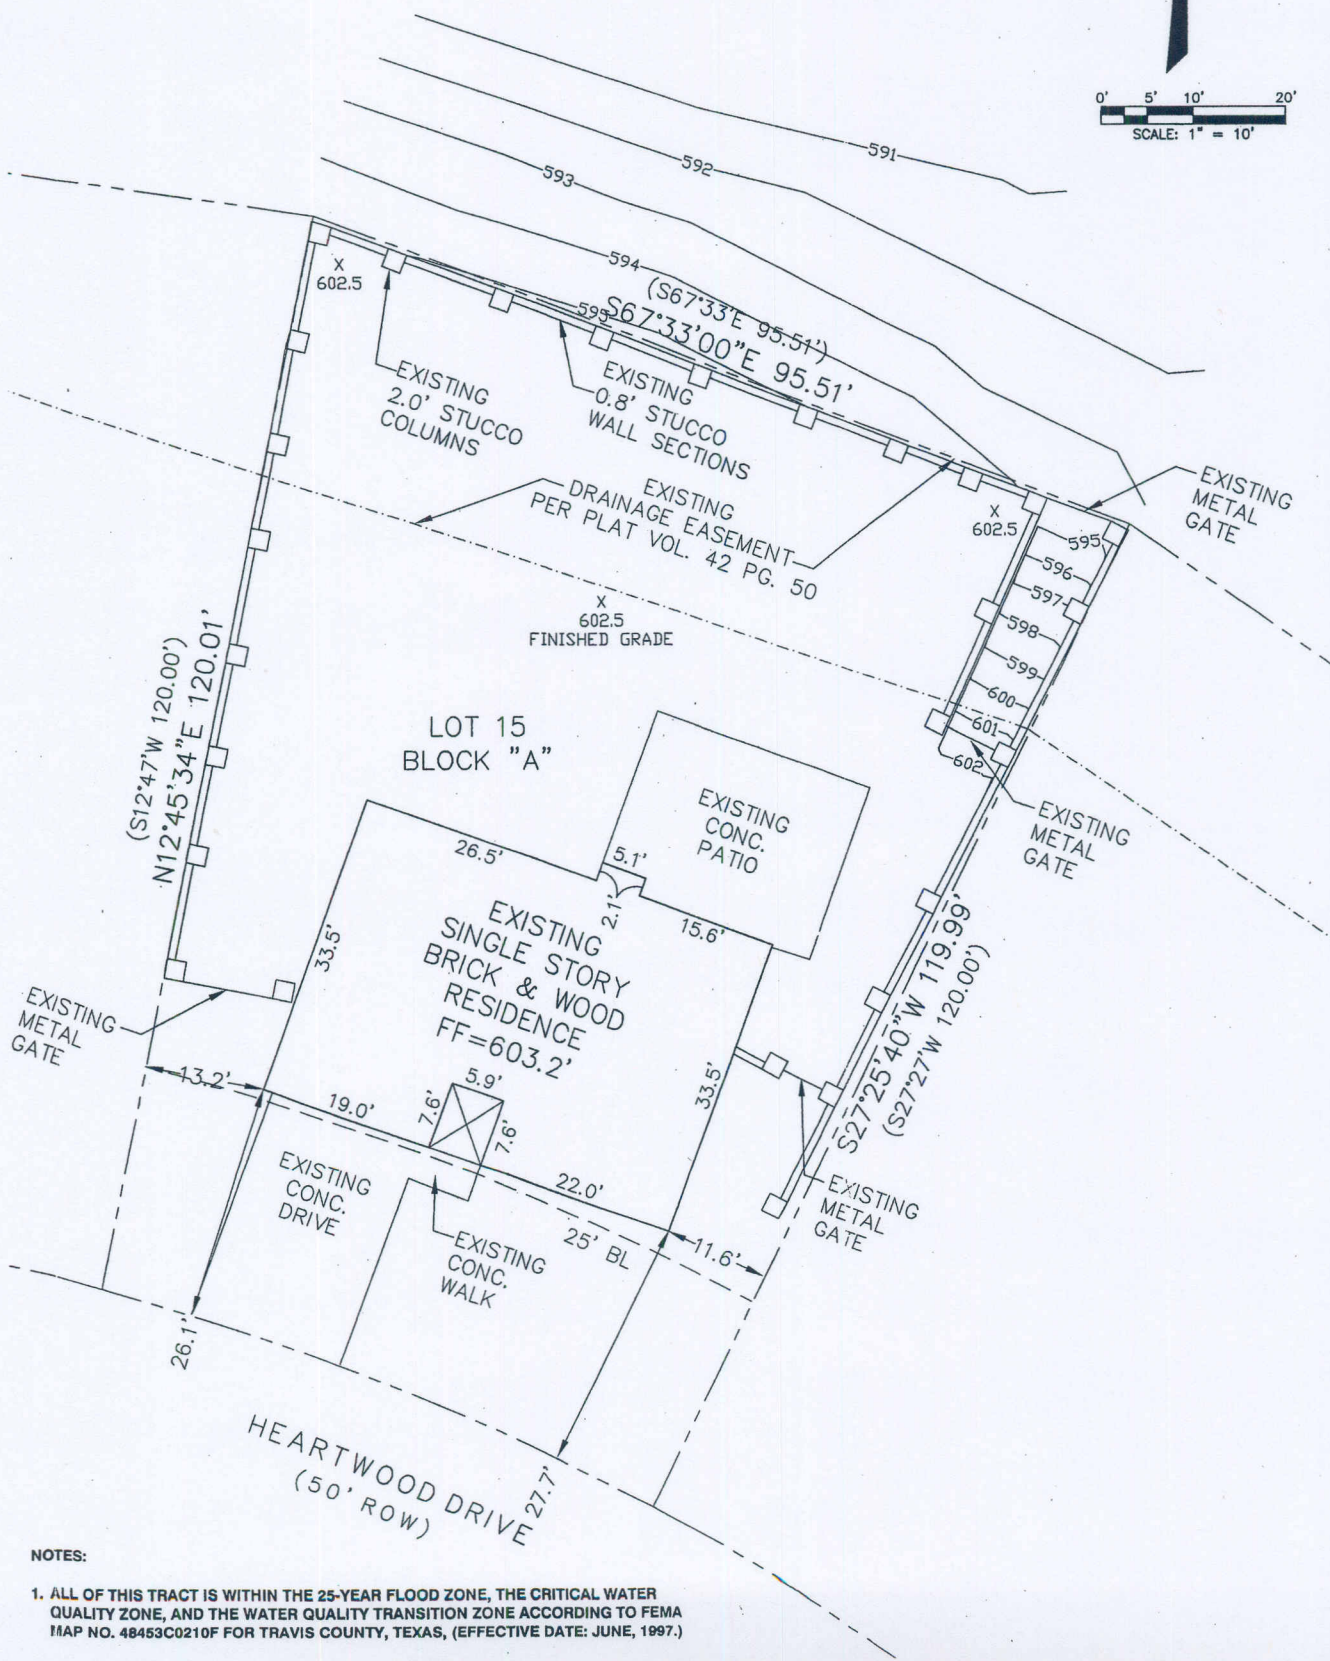 0' 5' 10' 20'
SCALE: 1" = 10'
591
592
593
594
595
(S67°33'E 95.51')
S67°33'00"E 95.51'
X
602.5
EXISTING
2.0' STUCCO
COLUMNS
EXISTING
0.8' STUCCO
WALL SECTIONS
EXISTING
DRAINAGE EASEMENT
PER PLAT VOL. 42 PG. 50
X
602.5
EXISTING
METAL
GATE
595
596
597
598
599
600
601
602
X
602.5
FINISHED GRADE
(S12°47'W 120.00')
N12°45'34"E 120.01'
LOT 15
BLOCK "A"
EXISTING
CONC.
PATIO
EXISTING
METAL
GATE
26.5'
5.1'
2.1'
15.6'
33.5'
EXISTING
SINGLE STORY
BRICK & WOOD
RESIDENCE
FF=603.2'
S27°25'40"W 119.99'
(S27°27'W 120.00')
EXISTING
METAL
GATE
13.2'
19.0'
7.6'
5.9'
7.6'
33.5'
22.0'
25' BL
11.6'
EXISTING
CONC.
DRIVE
EXISTING
CONC.
WALK
EXISTING
METAL
GATE
26.1'
27.7'
HEARTWOOD DRIVE
(50' ROW)
NOTES:
1. ALL OF THIS TRACT IS WITHIN THE 25-YEAR FLOOD ZONE, THE CRITICAL WATER
QUALITY ZONE, AND THE WATER QUALITY TRANSITION ZONE ACCORDING TO FEMA
MAP NO. 48453C0210F FOR TRAVIS COUNTY, TEXAS, (EFFECTIVE DATE: JUNE, 1997.)